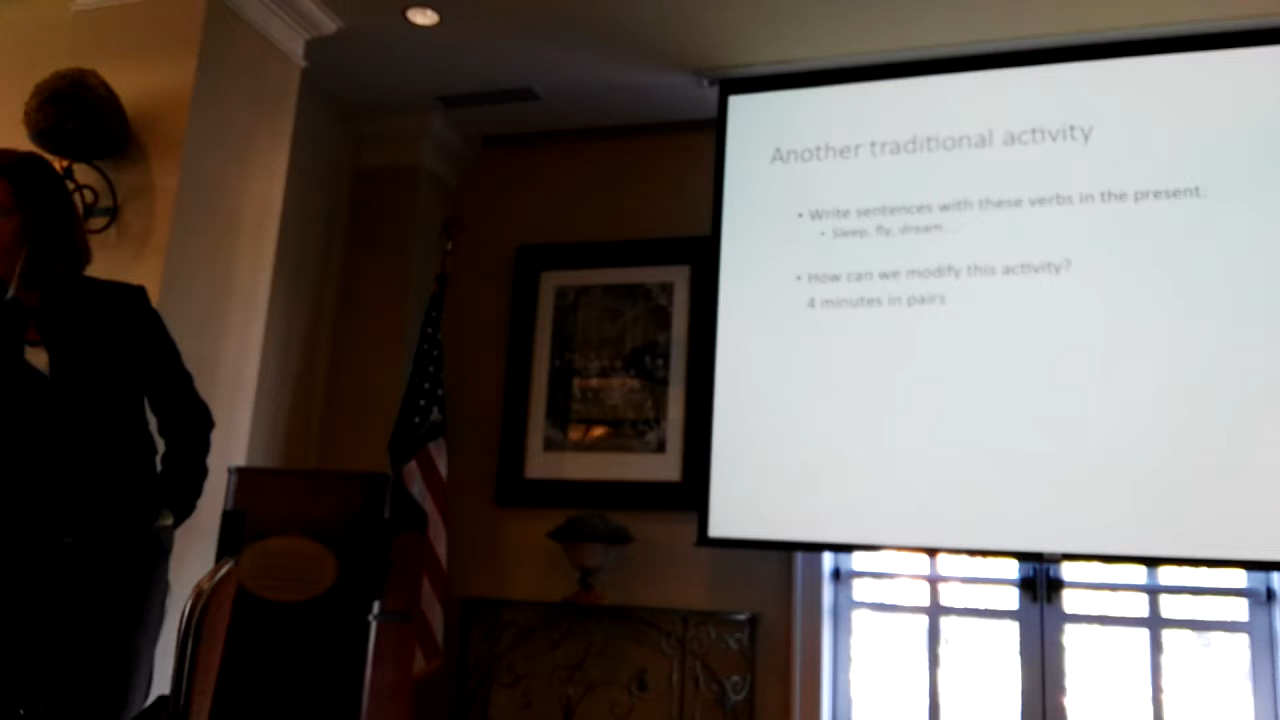 Another traditional activity
• Write sentences with these verbs in the present.
• Sleep, fly, dream...
• How can we modify this activity?
4 minutes in pairs